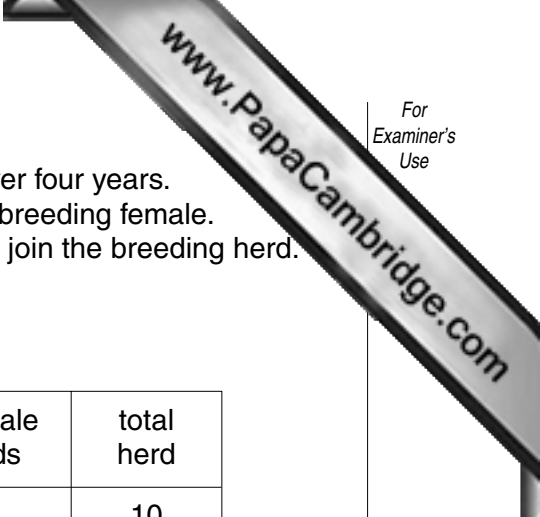 www.PapaCambridge.com
For
Examiner's
Use
er four years.
breeding female.
join the breeding herd.
ale total
ds herd
10